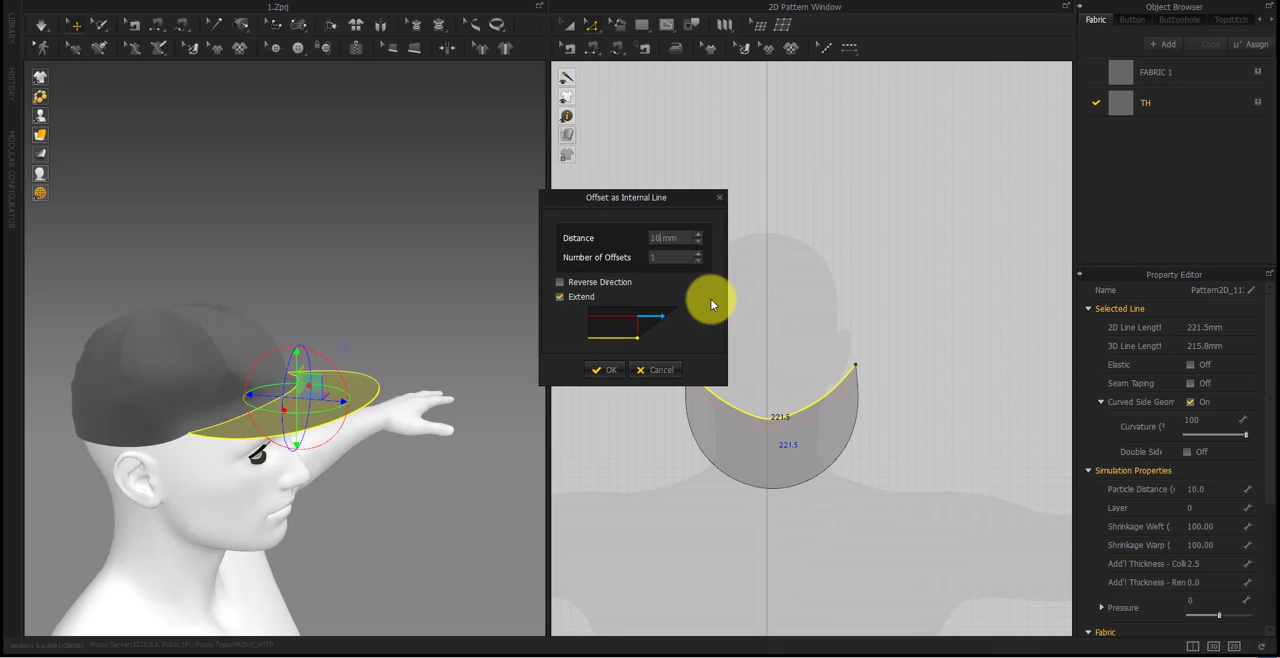 1.Zprj
2D Pattern Window
Object Browser
Fabric
Button
Buttonhole
Topstitch
+ Add
Copy
Assign
FABRIC 1
TH
LIBRARY
HISTORY
MODULAR CONFIGURATOR
Offset as Internal Line
Distance
10 mm
Number of Offsets
1
Reverse Direction
Extend
OK
Cancel
221.5
221.5
Property Editor
Name
Pattern2D_11:
Selected Line
2D Line Lengtl
221.5mm
3D Line Lengtl
215.8mm
Elastic
Off
Seam Taping
Off
Curved Side Geom
On
Curvature (°
100
Double Side
Off
Simulation Properties
Particle Distance (
10.0
Layer
0
Shrinkage Weft (
100.00
Shrinkage Warp (
100.00
Add'l Thickness - Colli
2.5
Add'l Thickness - Ren
0.0
Pressure
0
Fabric
2D
3D